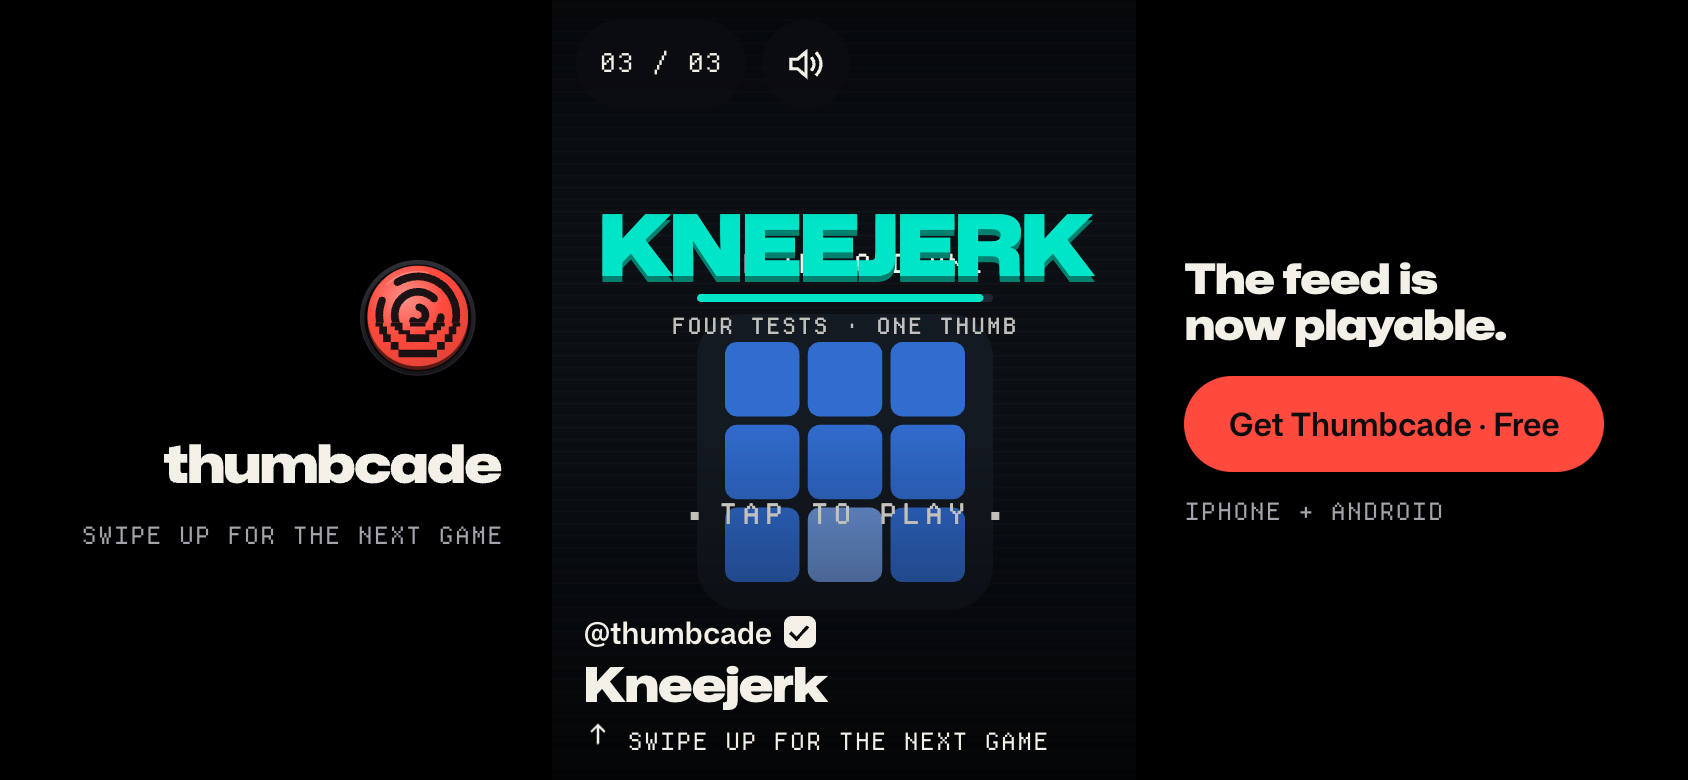 thumbcade
SWIPE UP FOR THE NEXT GAME
03 / 03
KNEEJERK
FOUR TESTS · ONE THUMB
▪ TAP TO PLAY ▪
@thumbcade
Kneejerk
↑ SWIPE UP FOR THE NEXT GAME
The feed is
now playable.
Get Thumbcade · Free
IPHONE + ANDROID